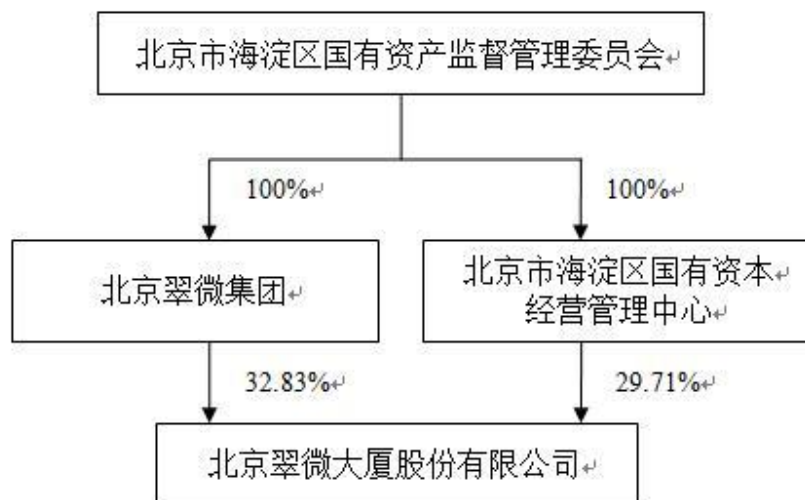 北京市海淀区国有资产监督管理委员会↵
100%↵
100%↵
北京翠微集团↵
北京市海淀区国有资本↵
经营管理中心↵
32.83%↵
29.71%↵
北京翠微大厦股份有限公司↵